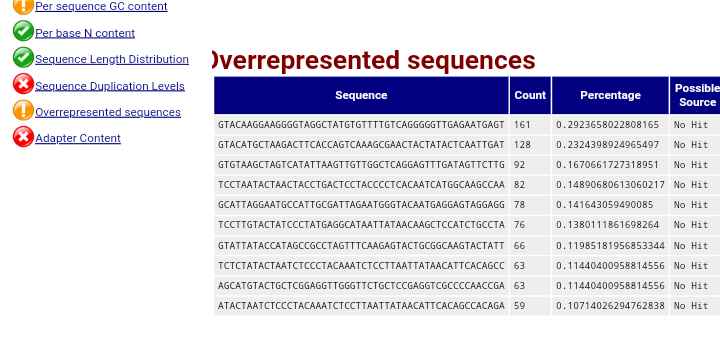 Per sequence GC content
Per base N content
Sequence Length Distribution
Sequence Duplication Levels
Overrepresented sequences
Adapter Content
Overrepresented sequences
Sequence Count Percentage Possible Source
GTACAAGGAAGGGGTAGGCTATGTGTTTTGTCAGGGGGTTGAGAATGAGT 161 0.2923658022808165 No Hit
GTACATGCTAAGACTTCACCAGTCAAAGCGAACTACTATACTCAATTGAT 128 0.2324398924965497 No Hit
GTGTAAGCTAGTCATATTAAGTTGTTGGCTCAGGAGTTTGATAGTTCTTG 92 0.1670661727318951 No Hit
TCCTAATACTAACTACCTGACTCCTACCCCTCACAATCATGGCAAGCCAA 82 0.14890680613060217 No Hit
GCATTAGGAATGCCATTGCGATTAGAATGGGTACAATGAGGAGTAGGAGG 78 0.141643059490085 No Hit
TCCTTGTACTATCCCTATGAGGCATAATTATAACAAGCTCCATCTGCCTA 76 0.1380111861698264 No Hit
GTATTATACCATAGCCGCCTAGTTTCAAGAGTACTGCGGCAAGTACTATT 66 0.11985181956853344 No Hit
TCTCTATACTAATCTCCCTACAAATCTCCTTAATTATAACATTCACAGCC 63 0.11440400958814556 No Hit
AGCATGTACTGCTCGGAGGTTGGGTTCTGCTCCGAGGTCGCCCCAACCGA 63 0.11440400958814556 No Hit
ATACTAATCTCCCTACAAATCTCCTTAATTATAACATTCACAGCCACAGA 59 0.10714026294762838 No Hit